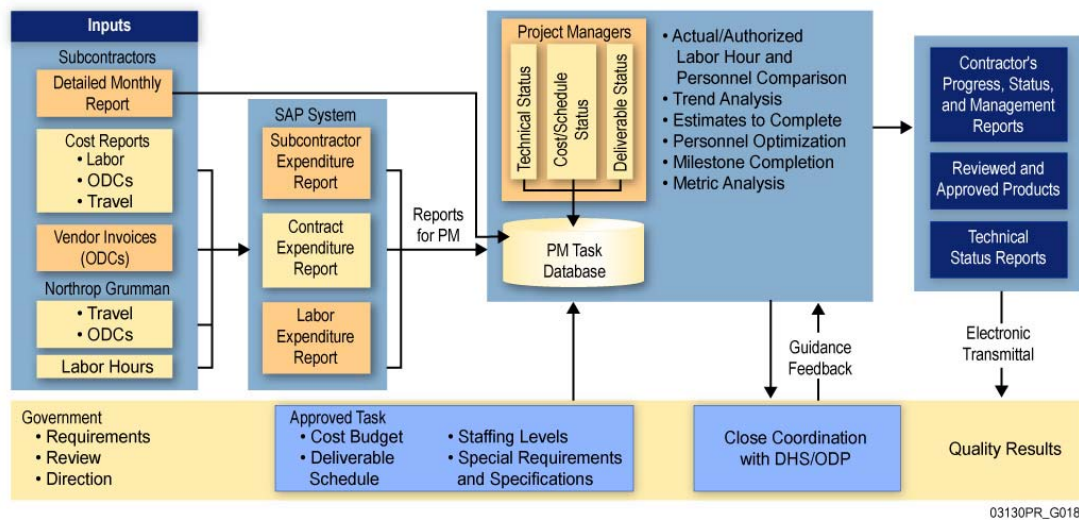 Inputs
Subcontractors
Detailed Monthly
Report
Cost Reports
• Labor
• ODCs
• Travel
Vendor Invoices
(ODCs)
Northrop Grumman
• Travel
• ODCs
Labor Hours
SAP System
Subcontractor
Expenditure
Report
Contract
Expenditure
Report
Labor
Expenditure
Report
Reports
for PM
Project Managers
Technical Status
Cost/Schedule
Status
Deliverable Status
PM Task
Database
• Actual/Authorized
Labor Hour and
Personnel Comparison
• Trend Analysis
• Estimates to Complete
• Personnel Optimization
• Milestone Completion
• Metric Analysis
Contractor's
Progress, Status,
and Management
Reports
Reviewed and
Approved Products
Technical
Status Reports
Guidance
Feedback
Electronic
Transmittal
Government
• Requirements
• Review
• Direction
Approved Task
• Cost Budget
• Deliverable
Schedule
• Staffing Levels
• Special Requirements
and Specifications
Close Coordination
with DHS/ODP
Quality Results
03130PR_G018